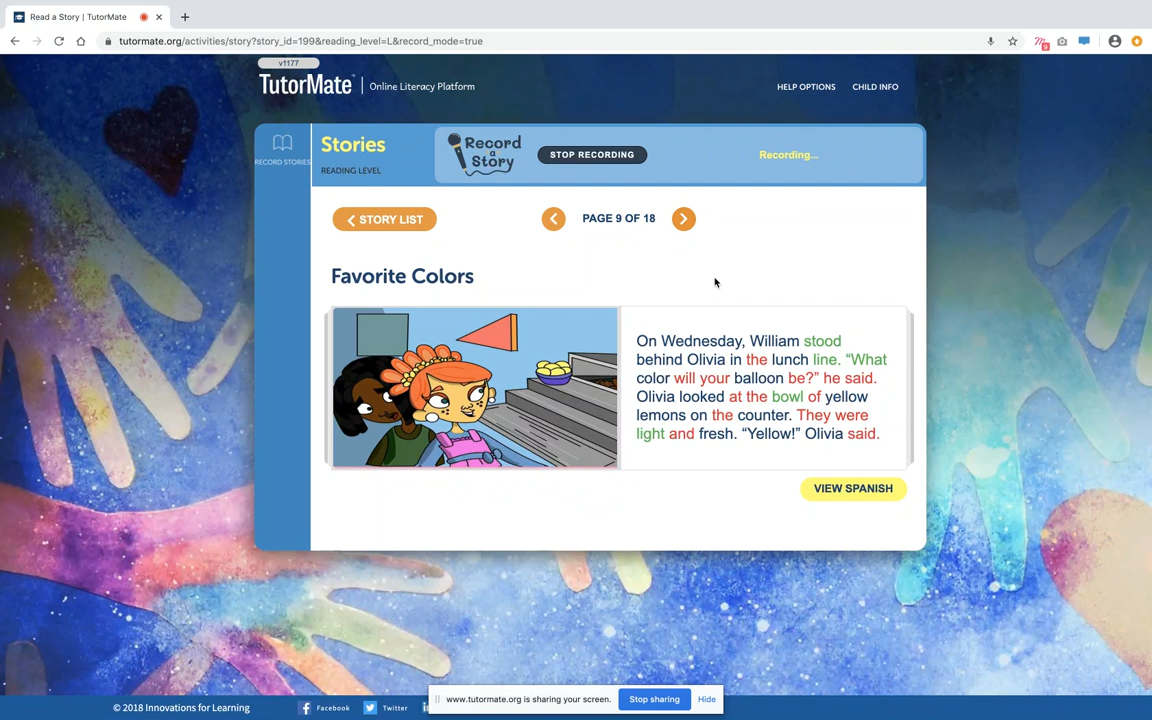 Read a Story | TutorMate
tutormate.org/activities/story?story_id=199&reading_level=L&record_mode=true
9
v1177
TutorMate
Online Literacy Platform
HELP OPTIONS
CHILD INFO
RECORD STORIES
Stories
READING LEVEL
Record
a
Story
STOP RECORDING
Recording...
STORY LIST
PAGE 9 OF 18
Favorite Colors
On Wednesday, William stood
behind Olivia in the lunch line. “What
color will your balloon be?” he said.
Olivia looked at the bowl of yellow
lemons on the counter. They were
light and fresh. “Yellow!” Olivia said.
VIEW SPANISH
www.tutormate.org is sharing your screen.
Stop sharing
Hide
© 2018 Innovations for Learning
Facebook
Twitter